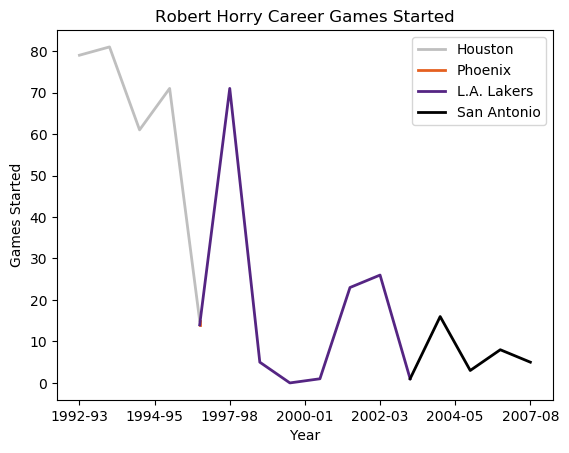 Robert Horry Career Games Started
Houston
Phoenix
L.A. Lakers
San Antonio
80
70
60
50
40
30
20
10
0
Games Started
1992-93 1994-95 1997-98 2000-01 2002-03 2004-05 2007-08
Year